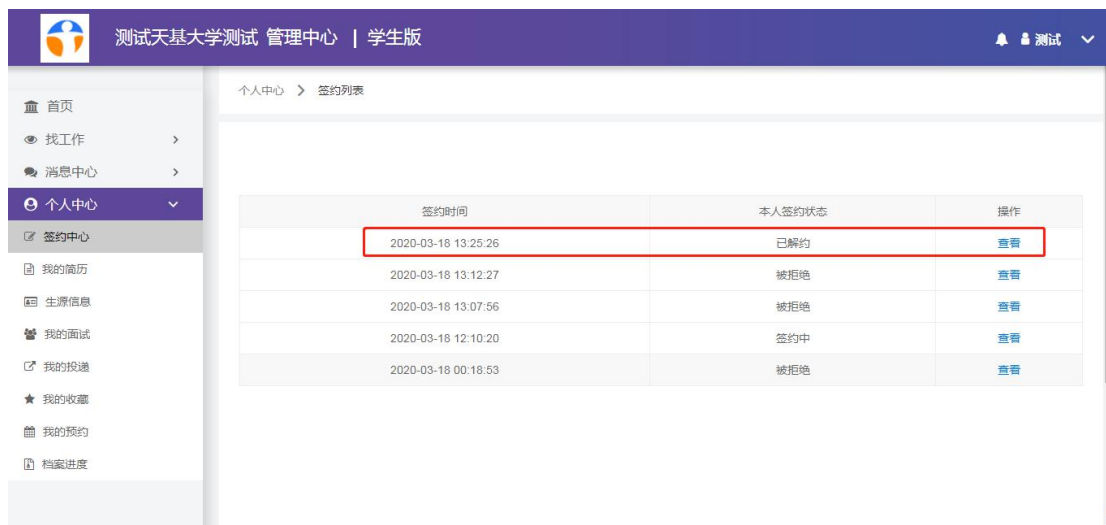 测试天基大学测试 管理中心 | 学生版
测试
个人中心 > 签约列表
首页
找工作
消息中心
个人中心
签约中心
我的简历
生源信息
我的面试
我的投递
我的收藏
我的预约
档案进度
签约时间 本人签约状态 操作
2020-03-18 13:25:26 已解约 查看
2020-03-18 13:12:27 被拒绝 查看
2020-03-18 13:07:56 被拒绝 查看
2020-03-18 12:10:20 签约中 查看
2020-03-18 00:18:53 被拒绝 查看